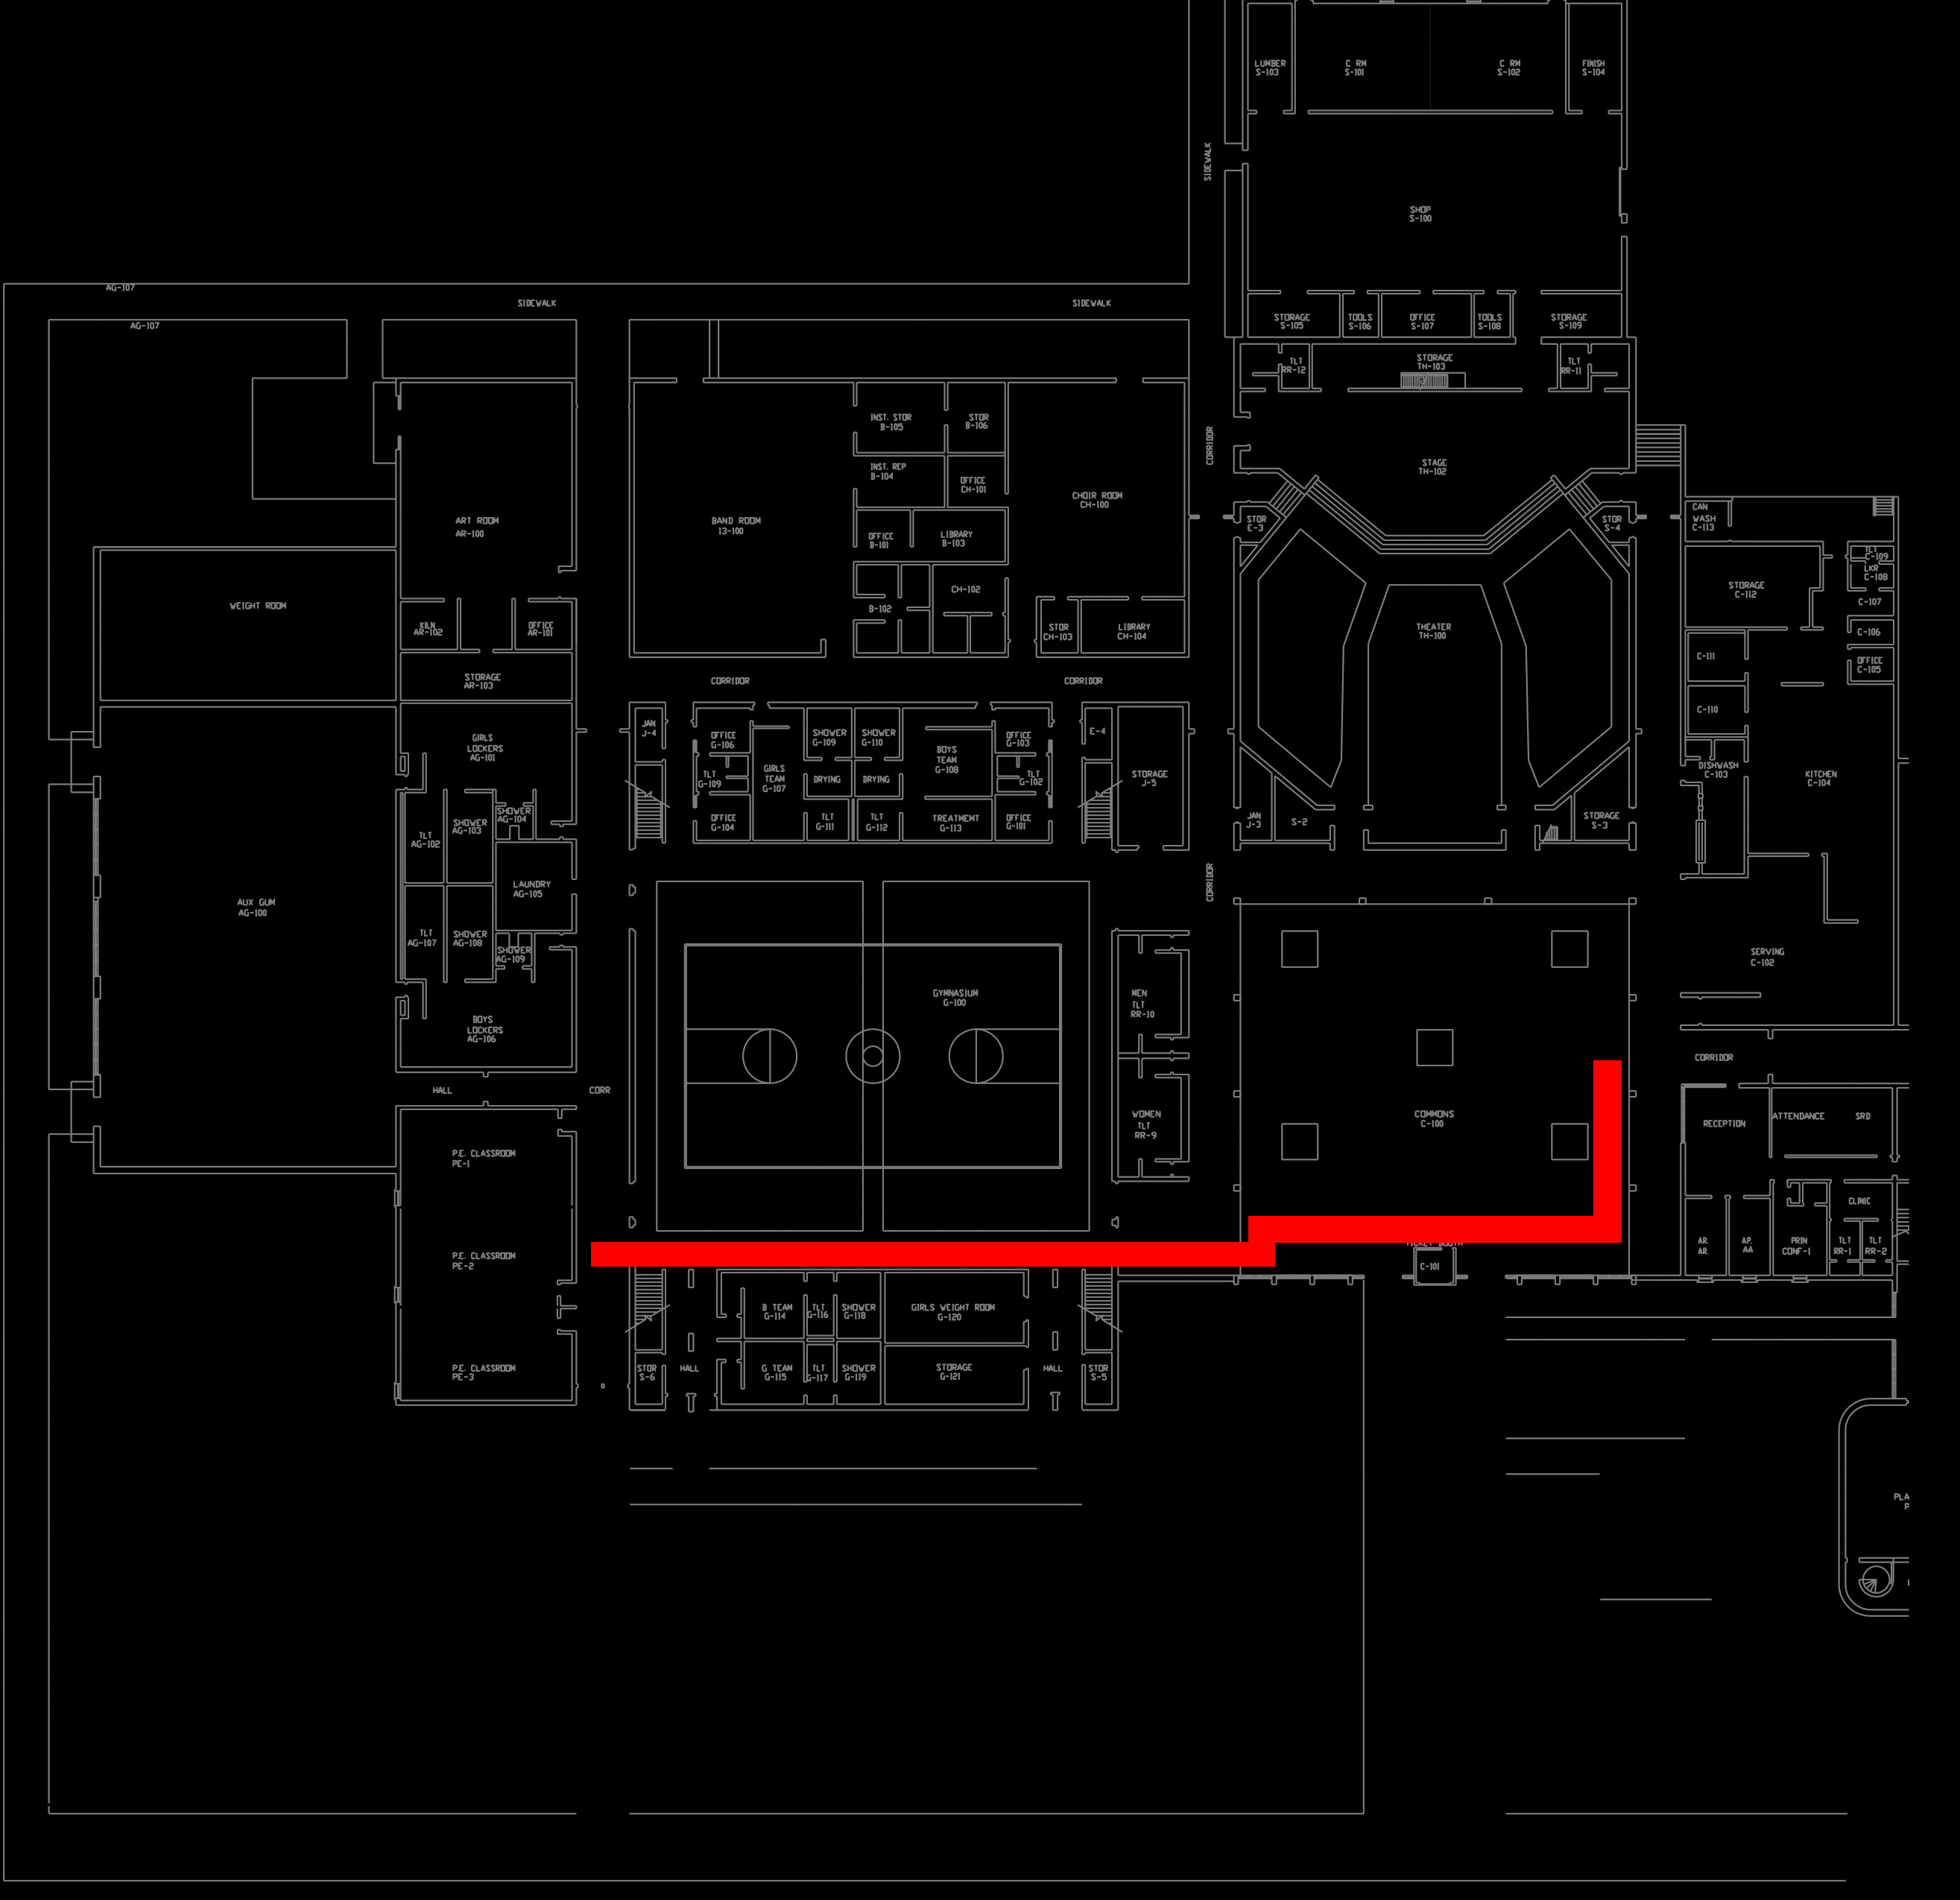 LUMBER
S-103
C RM
S-101
C RM
S-102
FINISH
S-104
SIDEWALK
SHOP
S-100
AG-107
SIDEWALK
SIDEWALK
AG-107
STORAGE
S-105
TOOLS
S-106
OFFICE
S-107
TOOLS
S-108
STORAGE
S-109
TLT
RR-12
STORAGE
TH-103
TLT
RR-11
INST. STOR
B-105
STOR
B-106
CORRIDOR
INST. REP
B-104
OFFICE
CH-101
STAGE
TH-102
CHOIR ROOM
CH-100
ART ROOM
AR-100
BAND ROOM
13-100
OFFICE
B-101
LIBRARY
B-103
STOR
E-3
STOR
S-4
CAN
WASH
C-113
TLT
C-109
LKR
C-108
C-107
STORAGE
C-112
CH-102
B-102
WEIGHT ROOM
KILN
AR-102
OFFICE
AR-101
STOR
CH-103
LIBRARY
CH-104
THEATER
TH-100
C-106
C-111
OFFICE
C-105
STORAGE
AR-103
CORRIDOR
CORRIDOR
C-110
JAN
J-4
OFFICE
G-106
SHOWER
G-109
SHOWER
G-110
OFFICE
G-103
E-4
GIRLS
LOCKERS
AG-101
BOYS
TEAM
G-108
GIRLS
TEAM
G-107
TLT
G-109
DRYING
DRYING
TLT
G-102
STORAGE
J-5
DISHWASH
C-103
KITCHEN
C-104
SHOWER
AG-104
SHOWER
AG-103
TLT
AG-102
OFFICE
G-104
TLT
G-111
TLT
G-112
TREATMEMT
G-113
OFFICE
G-101
JAN
J-3
S-2
STORAGE
S-3
LAUNDRY
AG-105
CORRIDOR
AUX GUM
AG-100
TLT
AG-107
SHOWER
AG-108
SHOWER
AG-109
SERVING
C-102
GYMNASIUM
G-100
MEN
TLT
RR-10
BOYS
LOCKERS
AG-106
CORRIDOR
HALL
CORR
WOMEN
TLT
RR-9
COMMONS
C-100
RECEPTION
ATTENDANCE
SRD
P.E. CLASSROOM
PE-1
CLINIC
P.E. CLASSROOM
PE-2
TICKET BOOTH
C-101
AR.
AR.
AP.
AA
PRIN
CONF-1
TLT
RR-1
TLT
RR-2
B TEAM
G-114
TLT
G-116
SHOWER
G-118
GIRLS WEIGHT ROOM
G-120
P.E. CLASSROOM
PE-3
STOR
S-6
HALL
G TEAM
G-115
TLT
G-117
SHOWER
G-119
STORAGE
G-121
HALL
STOR
S-5
PLA
P